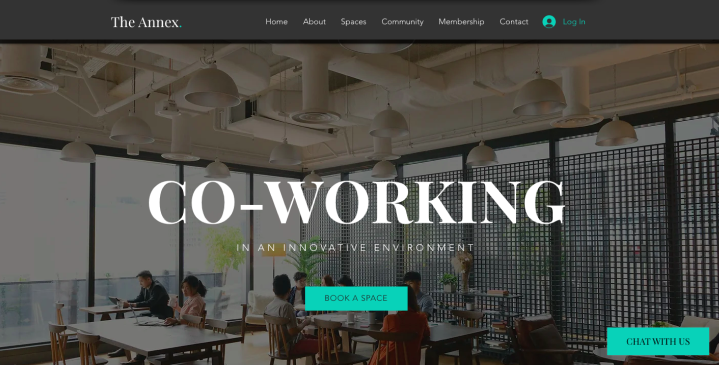 The Annex.
Home About Spaces Community Membership Contact Log In
CO-WORKING
IN AN INNOVATIVE ENVIRONMENT
BOOK A SPACE
CHAT WITH US